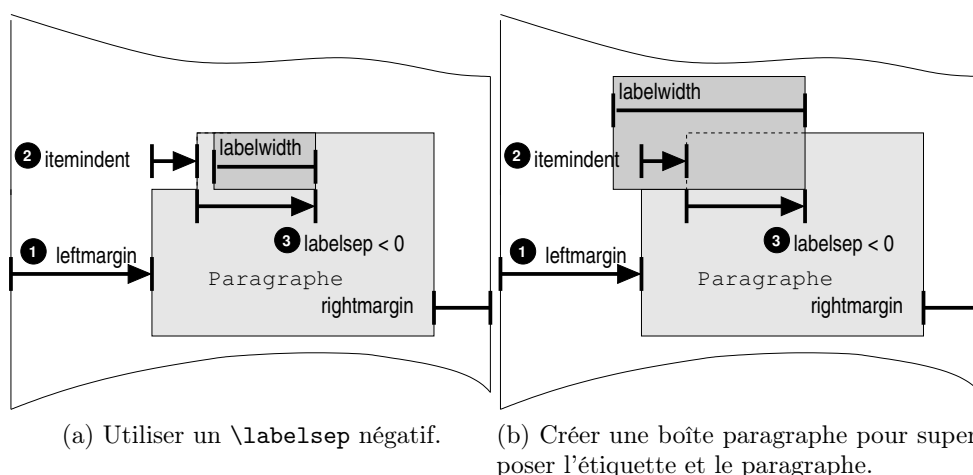 labelwidth
2 itemindent
3 labelsep < 0
1 leftmargin
Paragraphe
rightmargin
(a) Utiliser un \labelsep négatif.
labelwidth
2 itemindent
3 labelsep < 0
1 leftmargin
Paragraphe
rightmargin
(b) Créer une boîte paragraphe pour super
poser l'étiquette et le paragraphe.